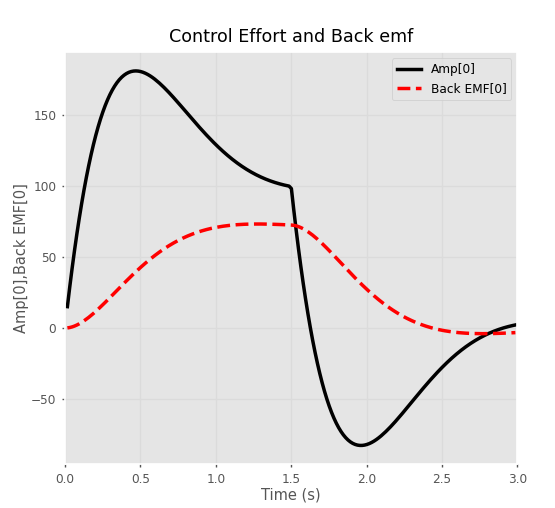 Control Effort and Back emf
Amp[0]
Back EMF[0]
Amp[0],Back EMF[0]
150
100
50
0
−50
0.0 0.5 1.0 1.5 2.0 2.5 3.0
Time (s)